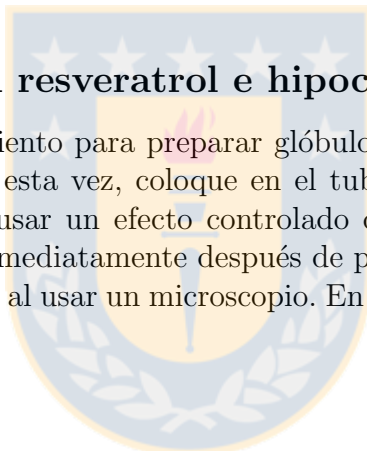 resveratrol e hipoc
iento para preparar glóbulo
esta vez, coloque en el tub
usar un efecto controlado
mediatamente después de p
al usar un microscopio. En